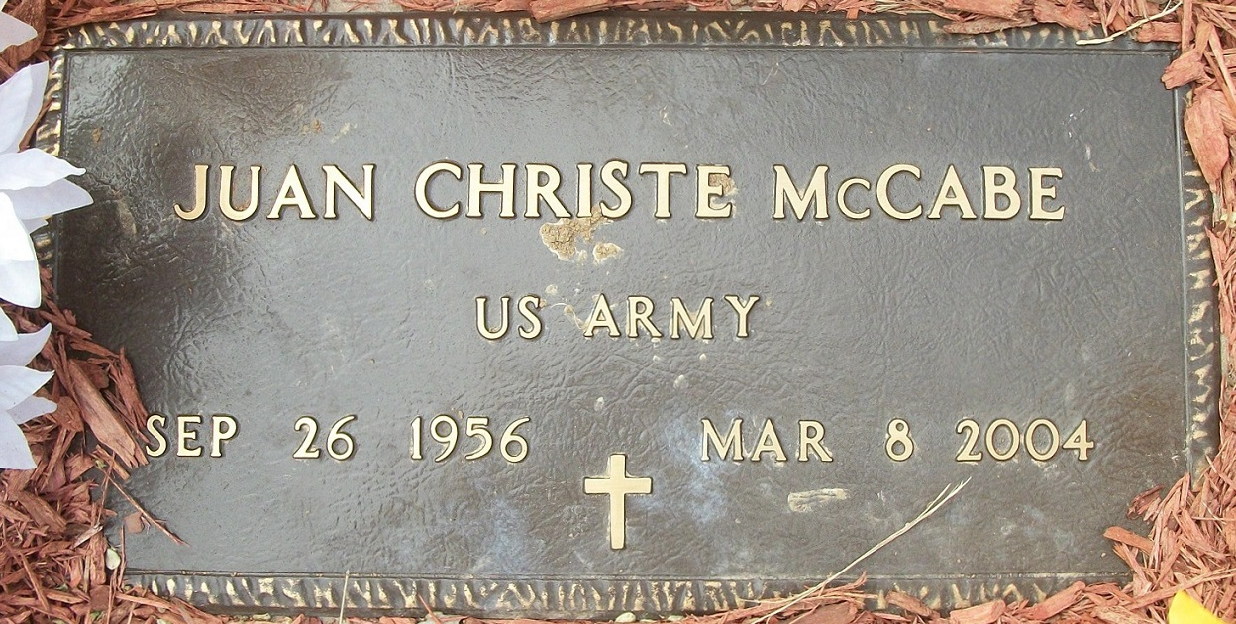 JUAN CHRISTE McCABE
US ARMY
SEP 26 1956 MAR 8 2004